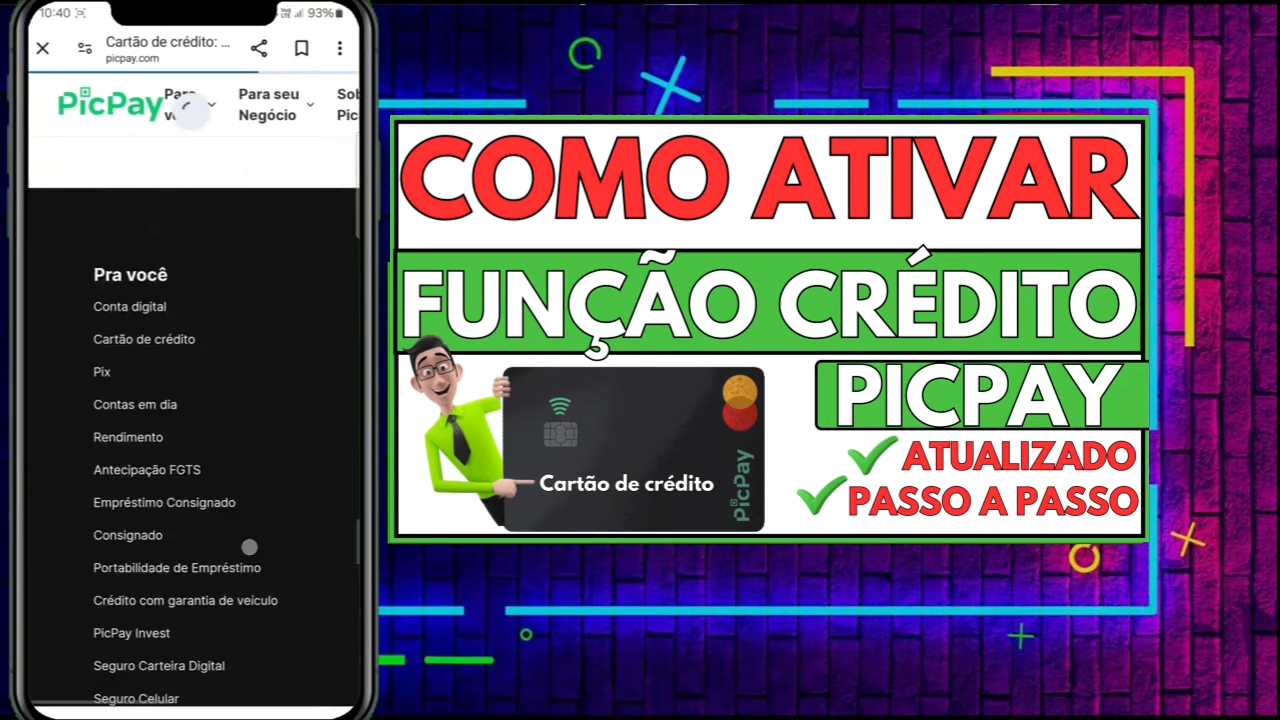 10:40
93%
Cartão de crédito: ...
picpay.com
PicPay
Para
Para seu
Negócio
Pra você
Conta digital
Cartão de crédito
Pix
Contas em dia
Rendimento
Antecipação FGTS
Empréstimo Consignado
Consignado
Portabilidade de Empréstimo
Crédito com garantia de veículo
PicPay Invest
Seguro Carteira Digital
Seguro Celular
COMO ATIVAR
FUNÇÃO CRÉDITO
PICPAY
ATUALIZADO
PASSO A PASSO
Cartão de crédito
PicPay